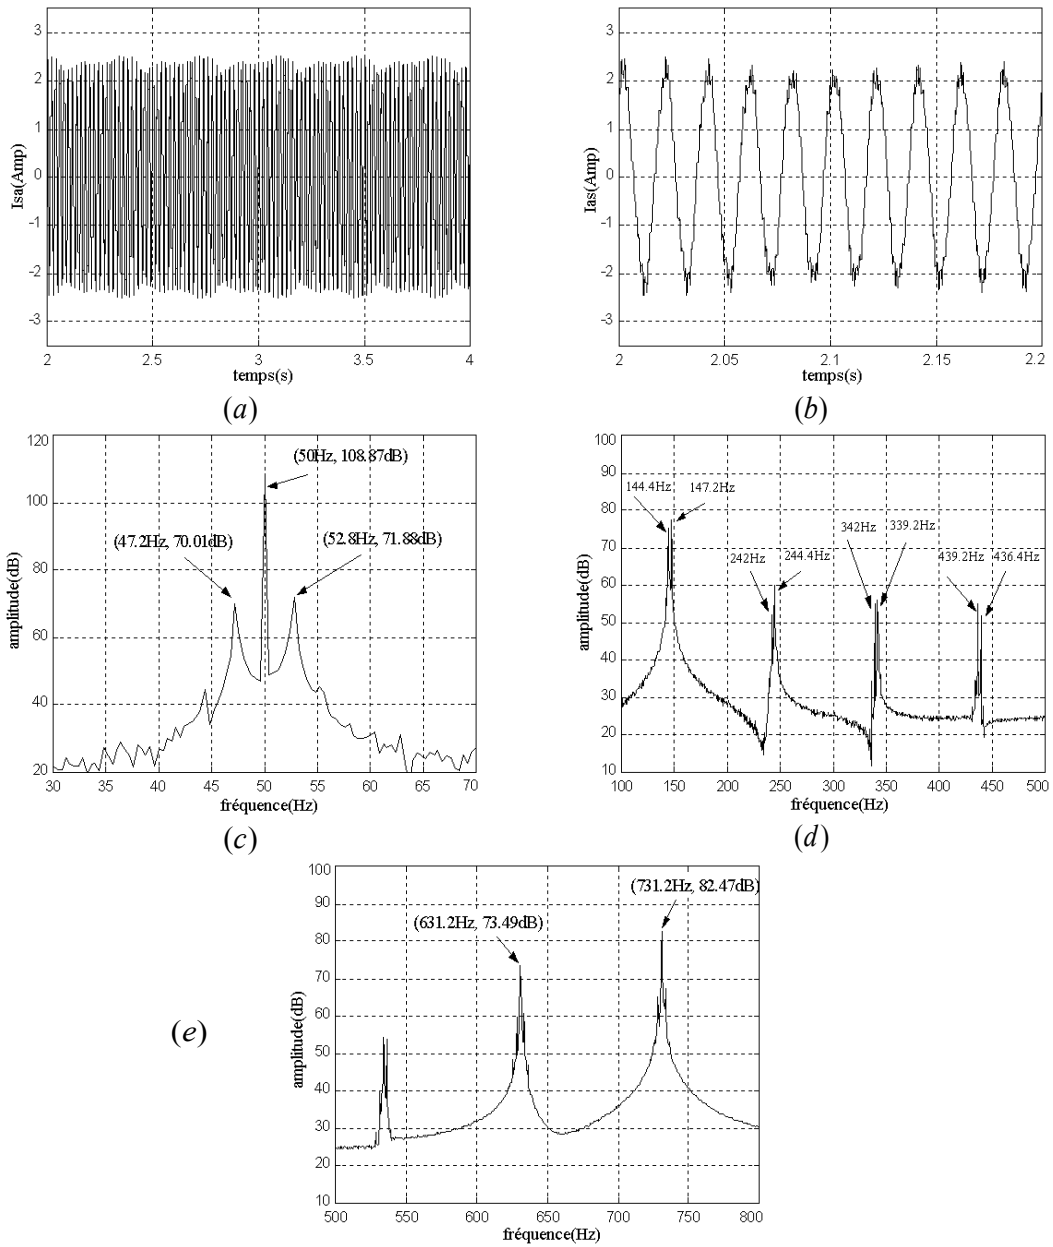 3
2
1
0
-1
-2
-3
Isa(Amp)
2
2.5
3
3.5
4
temps(s)
(a)
3
2
1
0
-1
-2
-3
Ias(Amp)
2
2.05
2.1
2.15
2.2
temps(s)
(b)
120
100
80
60
40
20
amplitude(dB)
(50Hz, 108.87dB)
(47.2Hz, 70.01dB)
(52.8Hz, 71.88dB)
30
35
40
45
50
55
60
65
70
fréquence(Hz)
(c)
100
90
80
70
60
50
40
30
20
10
amplitude(dB)
144.4Hz
147.2Hz
242Hz
244.4Hz
342Hz
339.2Hz
439.2Hz
436.4Hz
100
150
200
250
300
350
400
450
500
fréquence(Hz)
(d)
(e)
100
90
80
70
60
50
40
30
20
10
amplitude(dB)
(631.2Hz, 73.49dB)
(731.2Hz, 82.47dB)
500
550
600
650
700
750
800
fréquence(Hz)